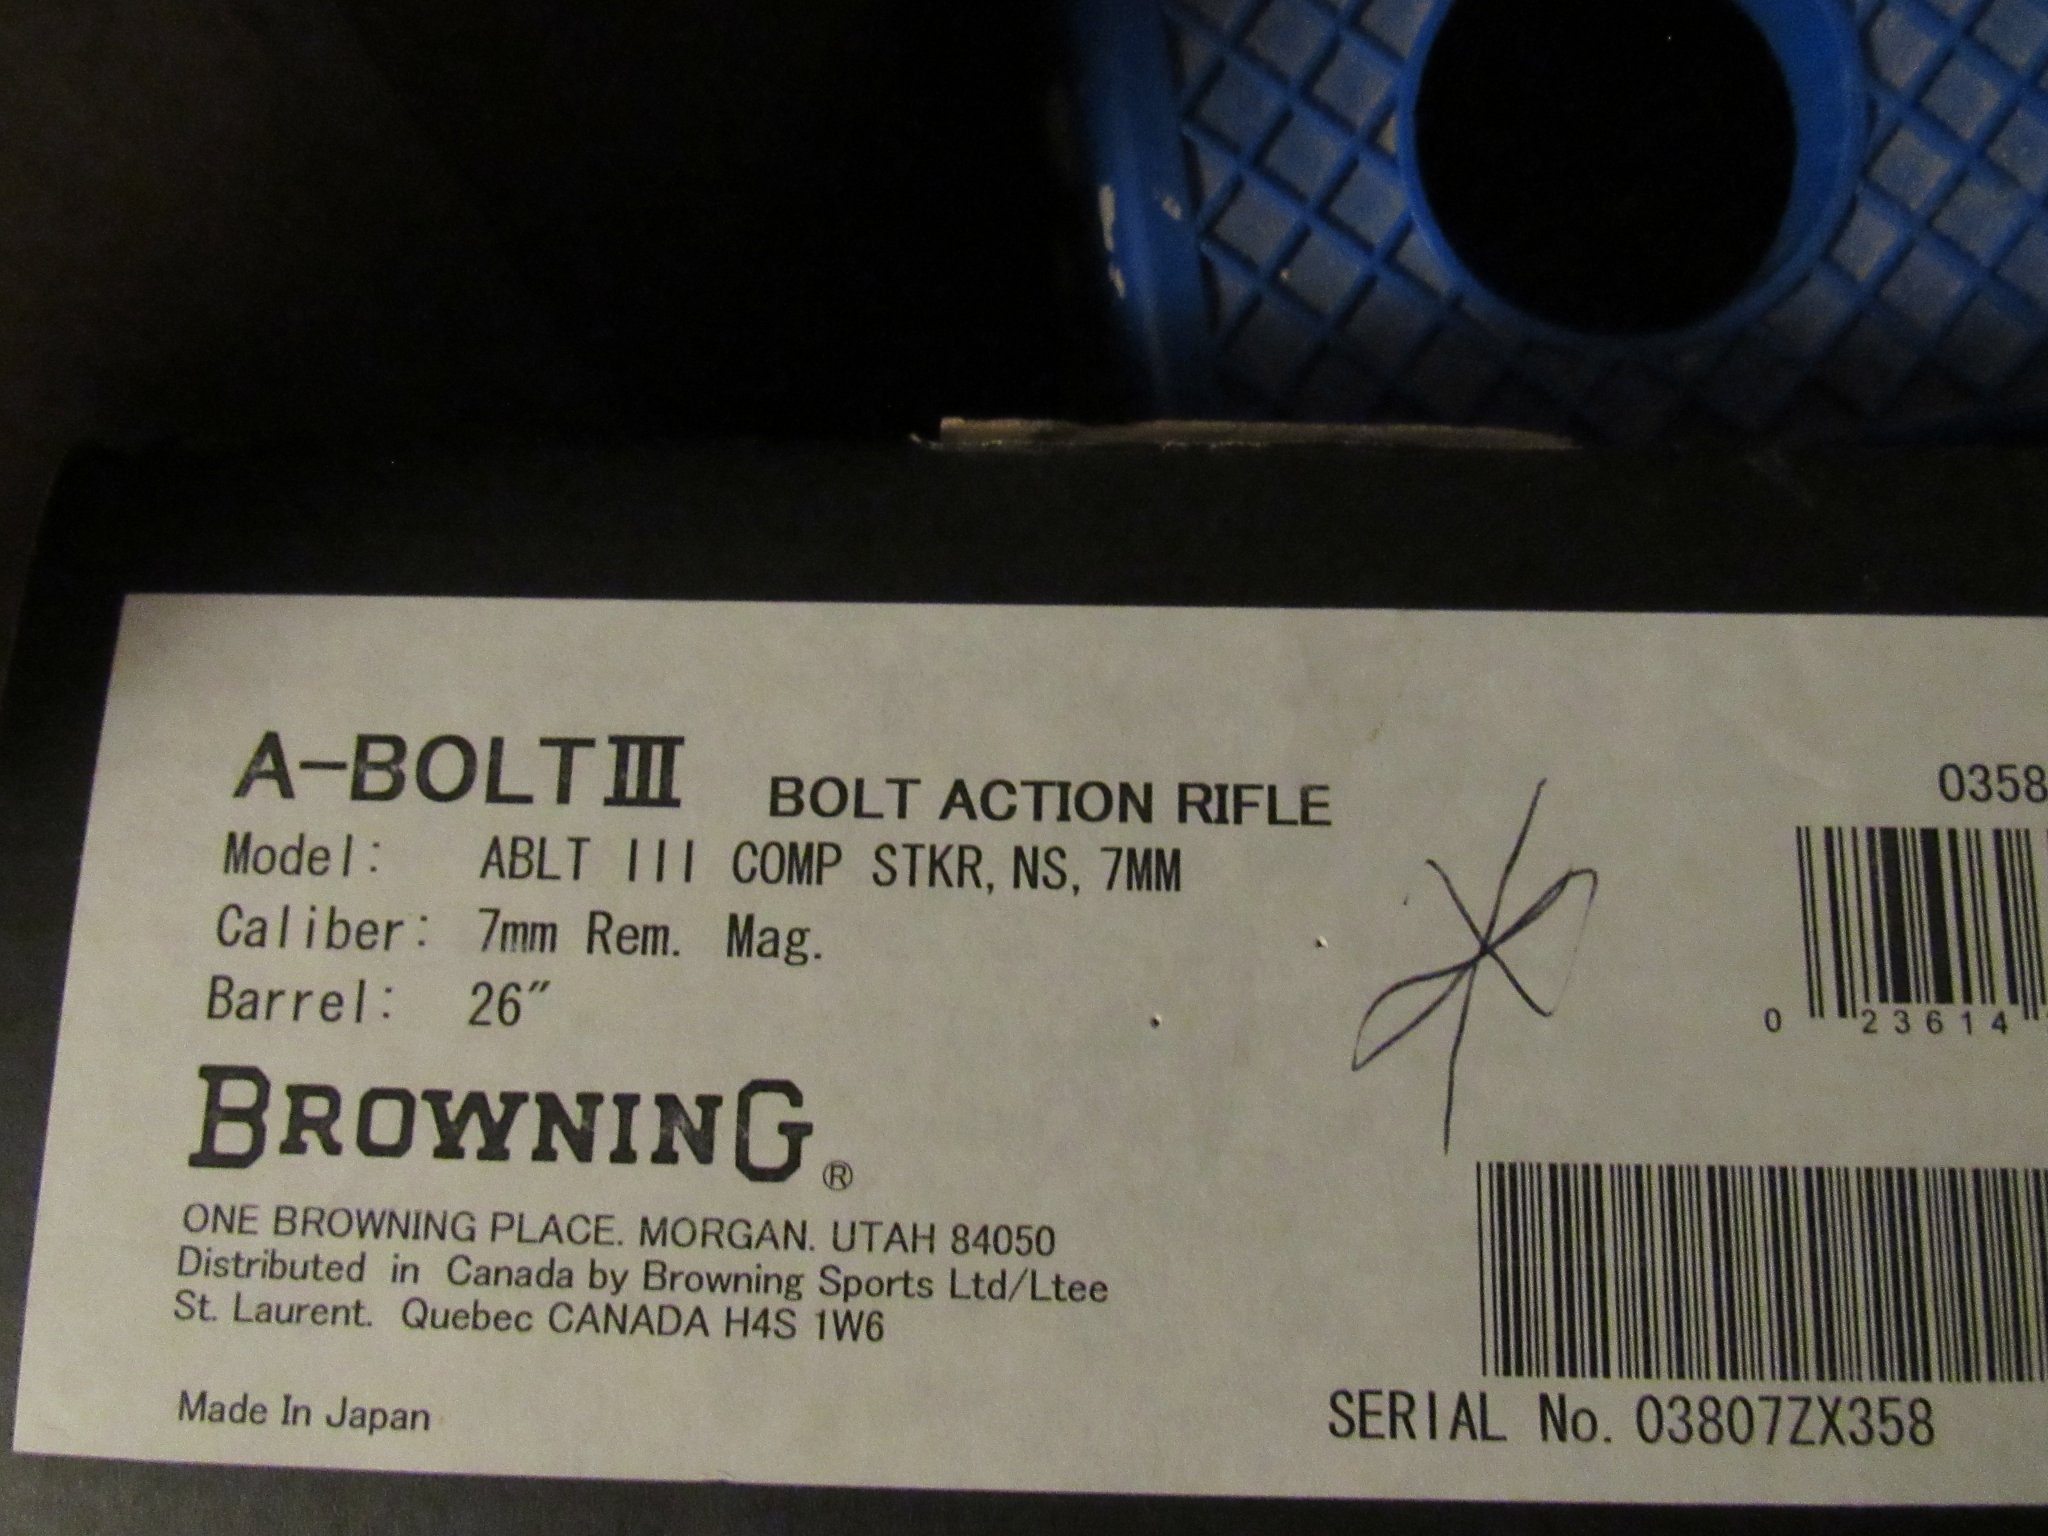 A-BOLT III BOLT ACTION RIFLE
Model: ABLT III COMP STKR, NS, 7MM
Caliber: 7mm Rem. Mag.
Barrel: 26"
BROWNING®
ONE BROWNING PLACE. MORGAN. UTAH 84050
Distributed in Canada by Browning Sports Ltd/Ltee
St. Laurent. Quebec CANADA H4S 1W6
Made In Japan
0358
0 23614
SERIAL No. 03807ZX358